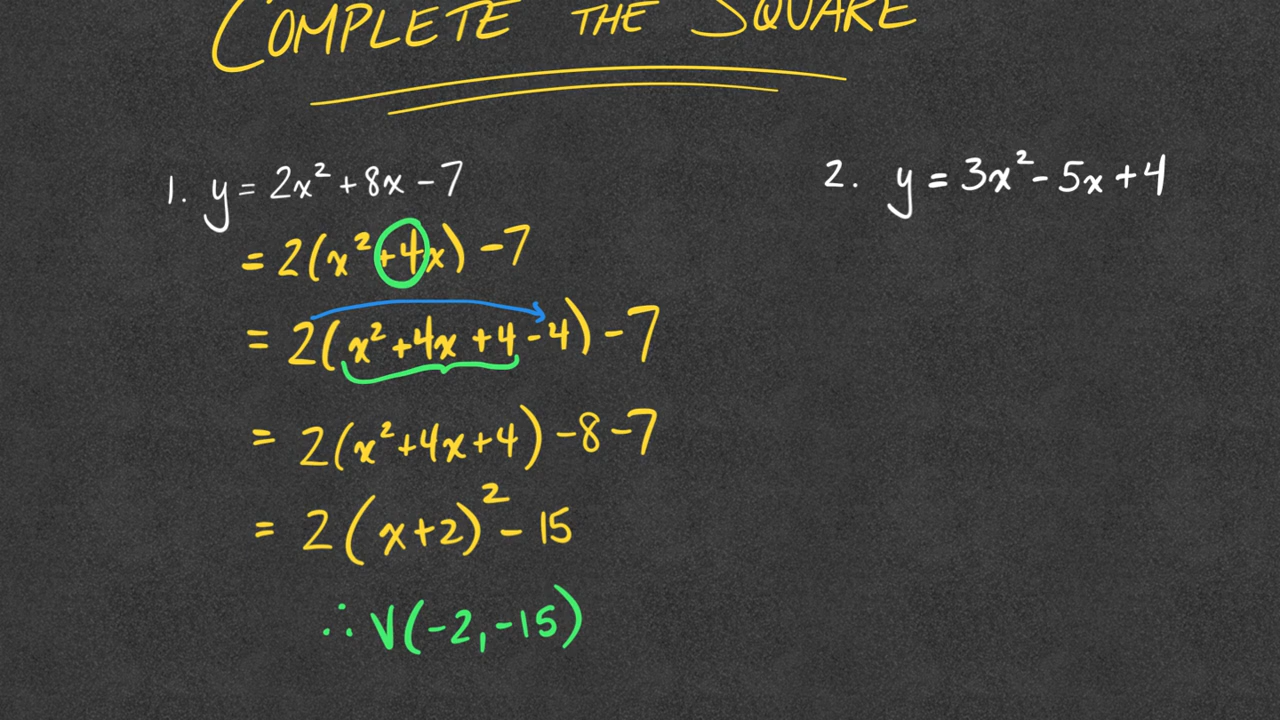 COMPLETE THE SQUARE
1. y = 2x² + 8x - 7
= 2(x² + 4x) - 7
= 2(x² + 4x + 4 - 4) - 7
= 2(x² + 4x + 4) - 8 - 7
= 2(x + 2)² - 15
∴ V(-2, -15)
2. y = 3x² - 5x + 4